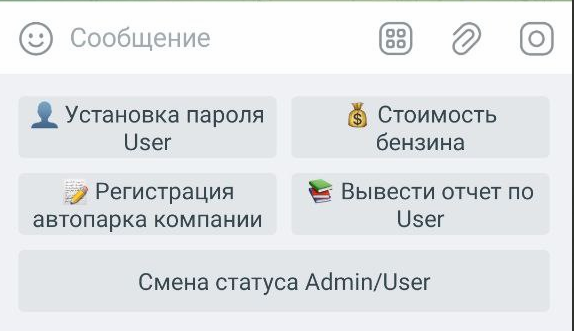 Сообщение
Установка пароля
User
Стоимость
бензина
Регистрация
автопарка компании
Вывести отчет по
User
Смена статуса Admin/User